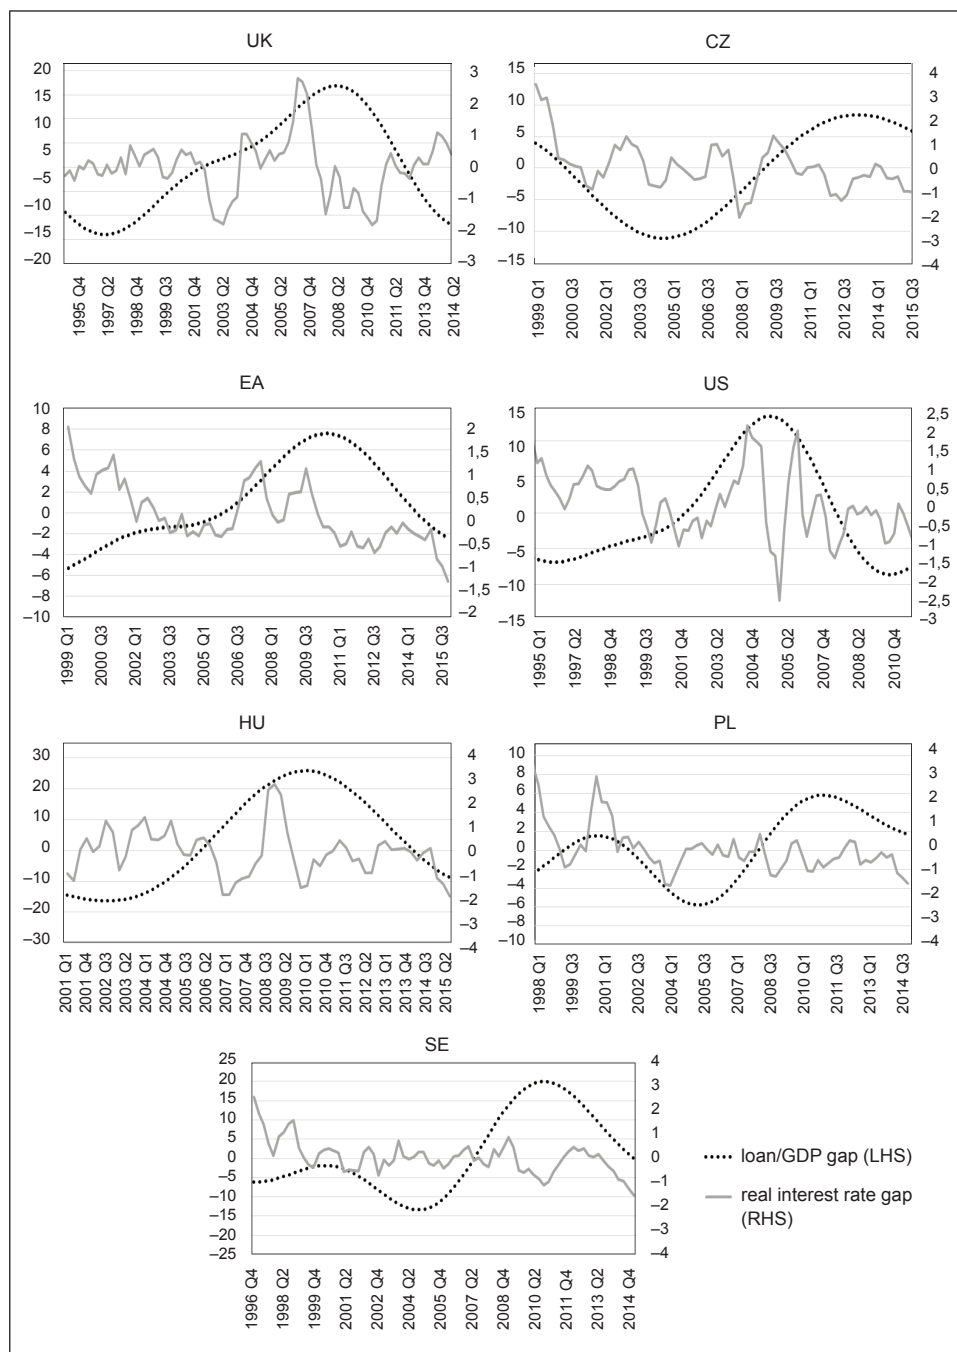 UK
20
15
10
5
0
–5
–10
–15
–20
3
2
1
0
–1
–2
–3
1995 Q4
1997 Q2
1998 Q4
1999 Q3
2001 Q4
2003 Q2
2004 Q4
2006 Q2
2007 Q4
2008 Q2
2010 Q4
2011 Q2
2013 Q4
2014 Q2
CZ
15
10
5
0
–5
–10
–15
4
3
2
1
0
–1
–2
–3
–4
1999 Q1
2000 Q3
2002 Q1
2003 Q4
2005 Q1
2006 Q3
2008 Q1
2009 Q4
2011 Q1
2012 Q3
2014 Q1
2015 Q3
EA
10
8
6
4
2
0
–2
–4
–6
–8
–10
2
1,5
1
0,5
0
–0,5
–1
–1,5
–2
1999 Q1
2000 Q3
2002 Q1
2003 Q3
2005 Q1
2006 Q3
2008 Q1
2009 Q3
2011 Q1
2012 Q3
2014 Q1
2015 Q3
US
15
10
5
0
–5
–10
–15
2,5
2
1,5
1
0,5
0
–0,5
–1
–1,5
–2
–2,5
–3
1995 Q1
1997 Q2
1998 Q3
1999 Q3
2001 Q4
2003 Q2
2004 Q4
2005 Q2
2007 Q4
2008 Q2
2010 Q4
HU
30
20
10
0
–10
–20
–30
4
3
2
1
0
–1
–2
–3
–4
2001 Q1
2001 Q4
2002 Q3
2003 Q2
2004 Q1
2004 Q4
2005 Q3
2006 Q2
2007 Q1
2007 Q4
2008 Q3
2009 Q2
2010 Q1
2010 Q4
2011 Q3
2012 Q2
2013 Q1
2013 Q4
2014 Q3
2015 Q2
PL
10
8
6
4
2
0
–2
–4
–6
–8
–10
4
3
2
1
0
–1
–2
–3
–4
1998 Q1
1999 Q3
2001 Q1
2002 Q3
2004 Q1
2005 Q3
2007 Q1
2008 Q3
2010 Q1
2011 Q3
2013 Q1
2014 Q3
SE
25
20
15
10
5
0
–5
–10
–15
–20
–25
4
3
2
1
0
–1
–2
–3
–4
1996 Q4
1998 Q2
1999 Q4
2001 Q2
2002 Q4
2004 Q2
2005 Q4
2007 Q2
2008 Q4
2010 Q2
2011 Q4
2013 Q2
2014 Q4
loan/GDP gap (LHS)
real interest rate gap
(RHS)